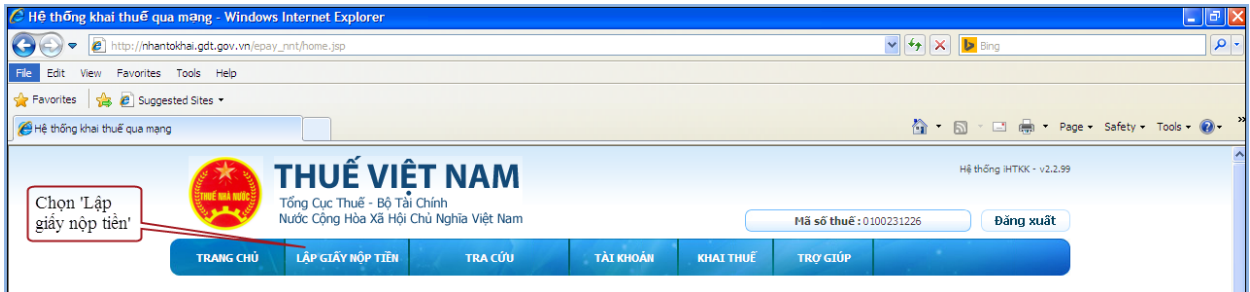 Hệ thống khai thuế qua mạng - Windows Internet Explorer
http://nhantokhai.gdt.gov.vn/epay_nnt/home.jsp
Bing
File Edit View Favorites Tools Help
Favorites Suggested Sites
Hệ thống khai thuế qua mạng
Page Safety Tools
Hệ thống iHTKK - v2.2.99
THUẾ NHÀ NƯỚC
THUẾ VIỆT NAM
Tổng Cục Thuế - Bộ Tài Chính
Nước Cộng Hòa Xã Hội Chủ Nghĩa Việt Nam
Chọn 'Lập
giấy nộp tiền'
Mã số thuế : 0100231226
Đăng xuất
TRANG CHỦ LẬP GIẤY NỘP TIỀN TRA CỨU TÀI KHOẢN KHAI THUẾ TRỢ GIÚP